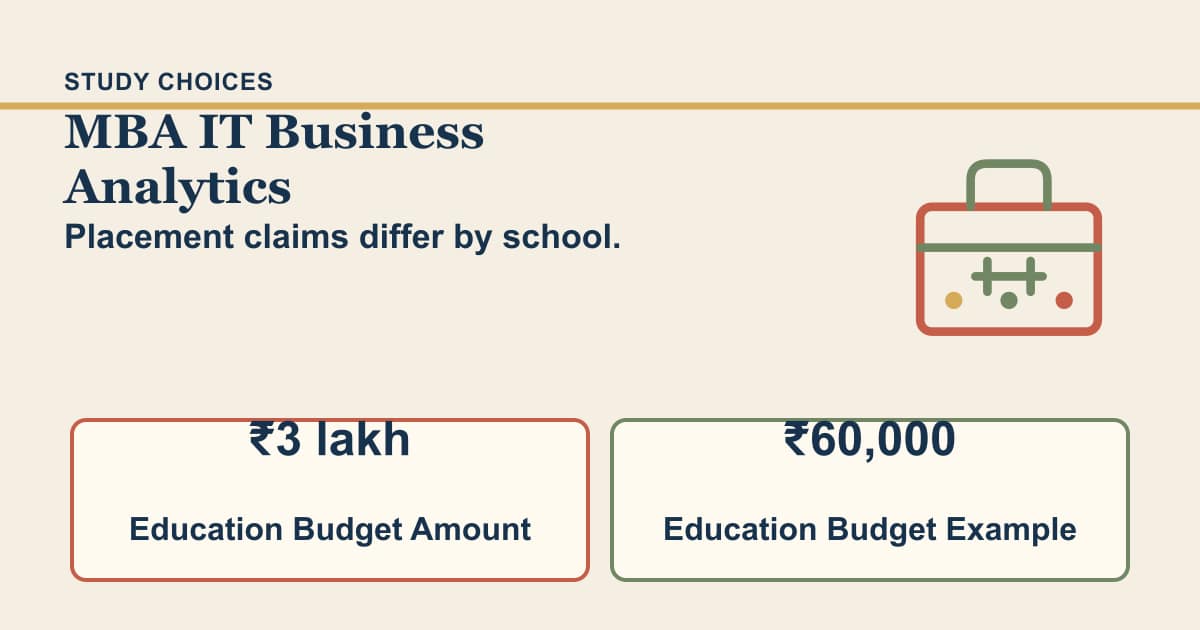 STUDY CHOICES
MBA IT Business
Analytics
Placement claims differ by school.
₹3 lakh
Education Budget Amount
₹60,000
Education Budget Example